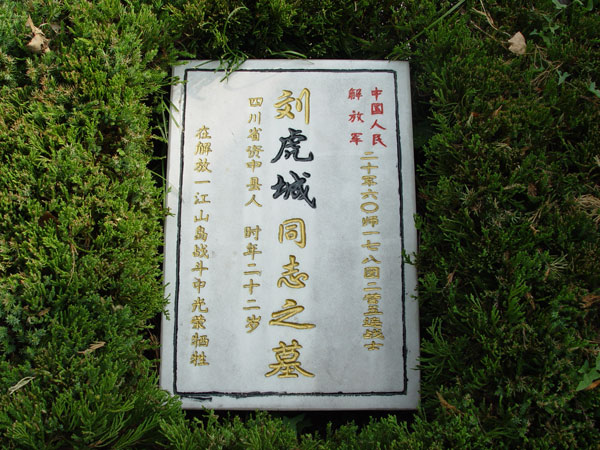 中国人民
解放军
二十军六〇师一七八团二营五连战士
刘虎城同志之墓
四川省资中县人 时年二十二岁
在解放一江山岛战斗中光荣牺牲